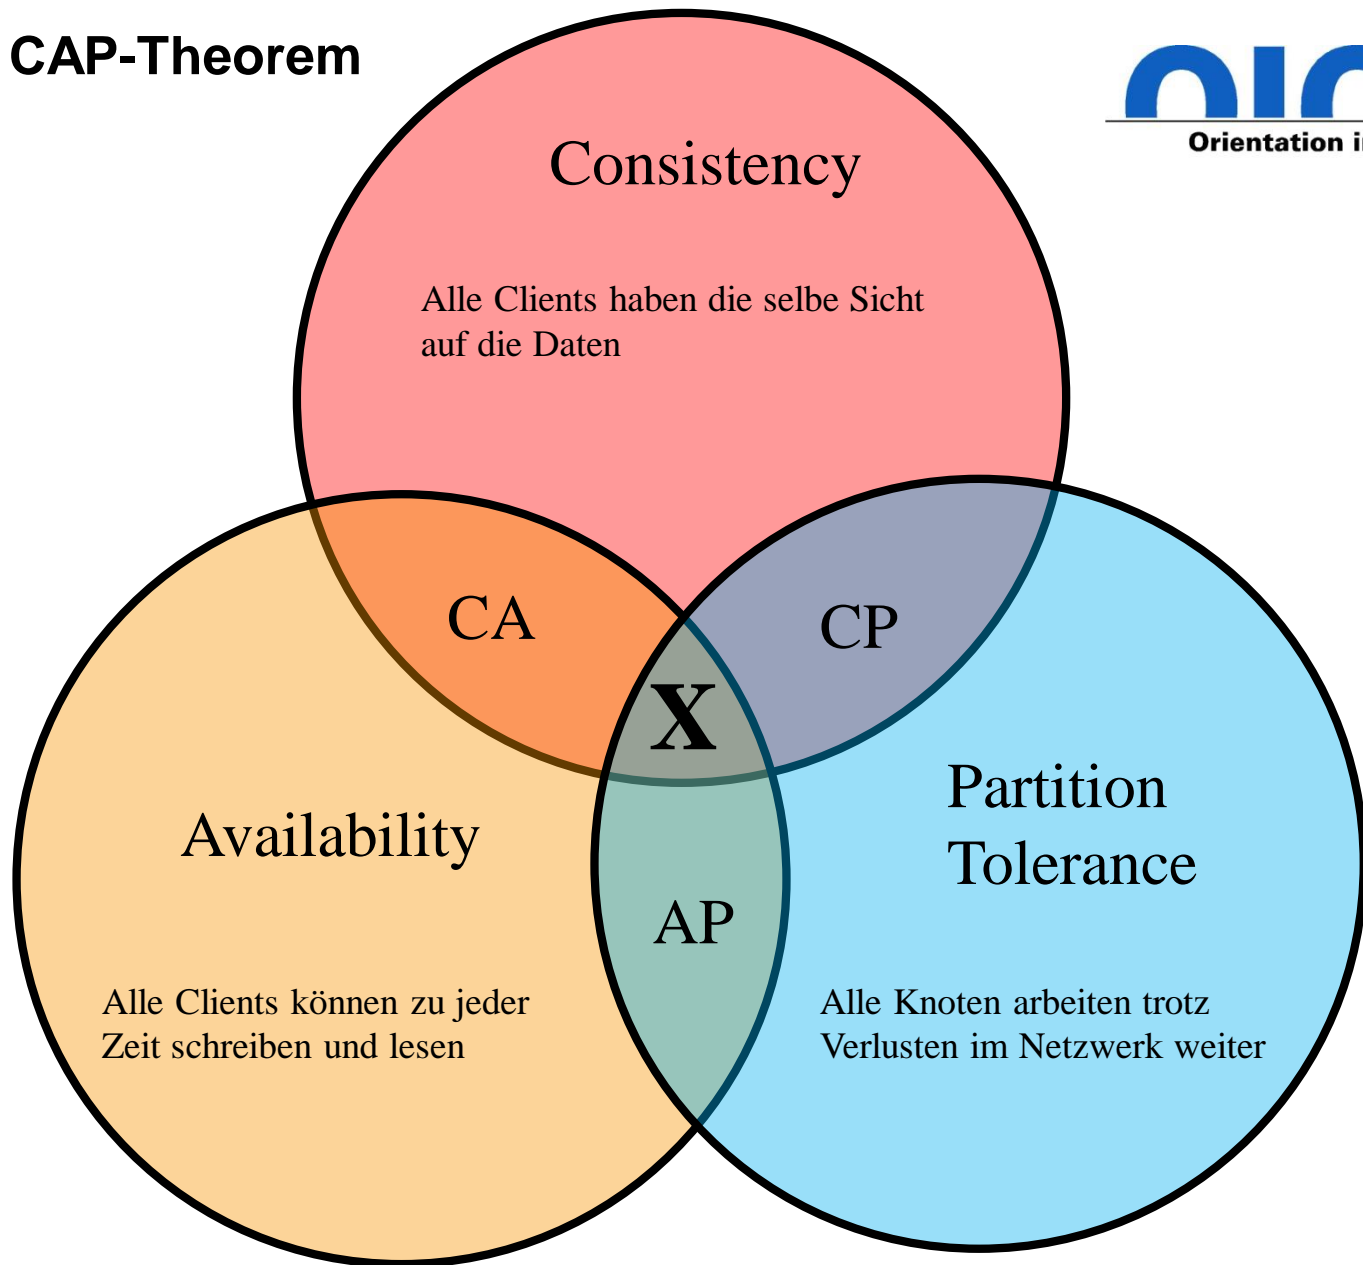 CAP-Theorem
Orientation
Consistency
Alle Clients haben die selbe Sicht
auf die Daten
CA
CP
X
Availability
Partition
Tolerance
AP
Alle Clients können zu jeder
Zeit schreiben und lesen
Alle Knoten arbeiten trotz
Verlusten im Netzwerk weiter